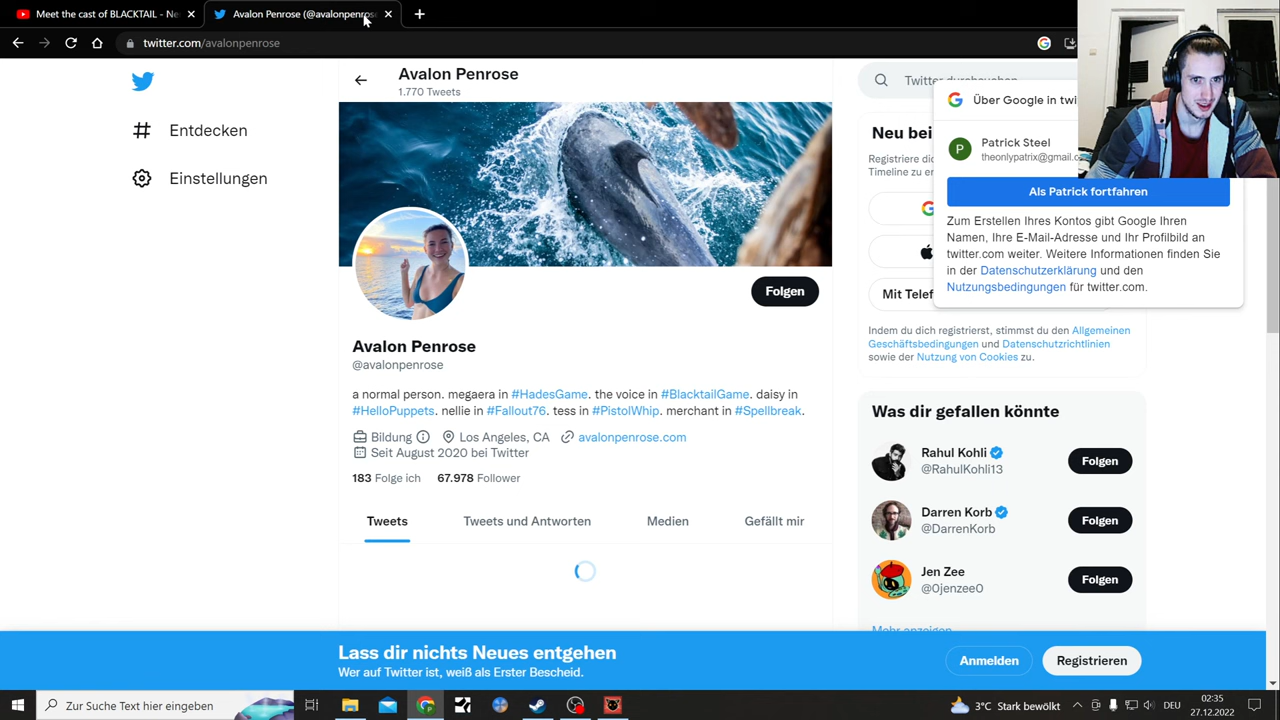 Meet the cast of BLACKTAIL - Ne
Avalon Penrose (@avalonpenros
twitter.com/avalonpenrose
Avalon Penrose
1.770 Tweets
Twitter durchsuchen
Entdecken
Einstellungen
Neu bei
Registriere
Timeline zu
Über Google in
Patrick Steel
P
Als Patrick fortfahren
Zum Erstellen Ihres Kontos gibt Google Ihren
Namen, Ihre E-Mail-Adresse und Ihr Profilbild an
twitter.com weiter. Weitere Informationen finden Sie
in der Datenschutzerklärung und den
Nutzungsbedingungen für twitter.com.
Mit
Indem du dich registrierst, stimmst du den Allgemeinen
Geschäftsbedingungen und Datenschutzrichtlinien
sowie der Nutzung von Cookies zu.
Folgen
Avalon Penrose
@avalonpenrose
a normal person. megaera in #HadesGame. the voice in #BlacktailGame. daisy in
#HelloPuppets. nellie in #Fallout76. tess in #PistolWhip. merchant in #Spellbreak.
Bildung Los Angeles, CA avalonpenrose.com
Seit August 2020 bei Twitter
183 Folge ich 67.978 Follower
Tweets Tweets und Antworten Medien Gefällt mir
Was dir gefallen könnte
Rahul Kohli
@RahulKohli13
Folgen
Darren Korb
@DarrenKorb
Folgen
Jen Zee
@0jenzee0
Folgen
Mehr anzeigen
Lass dir nichts Neues entgehen
Wer auf Twitter ist, weiß als Erster Bescheid.
Anmelden Registrieren
Zur Suche Text hier eingeben
3°C Stark bewölkt
DEU
02:35
27.12.2022